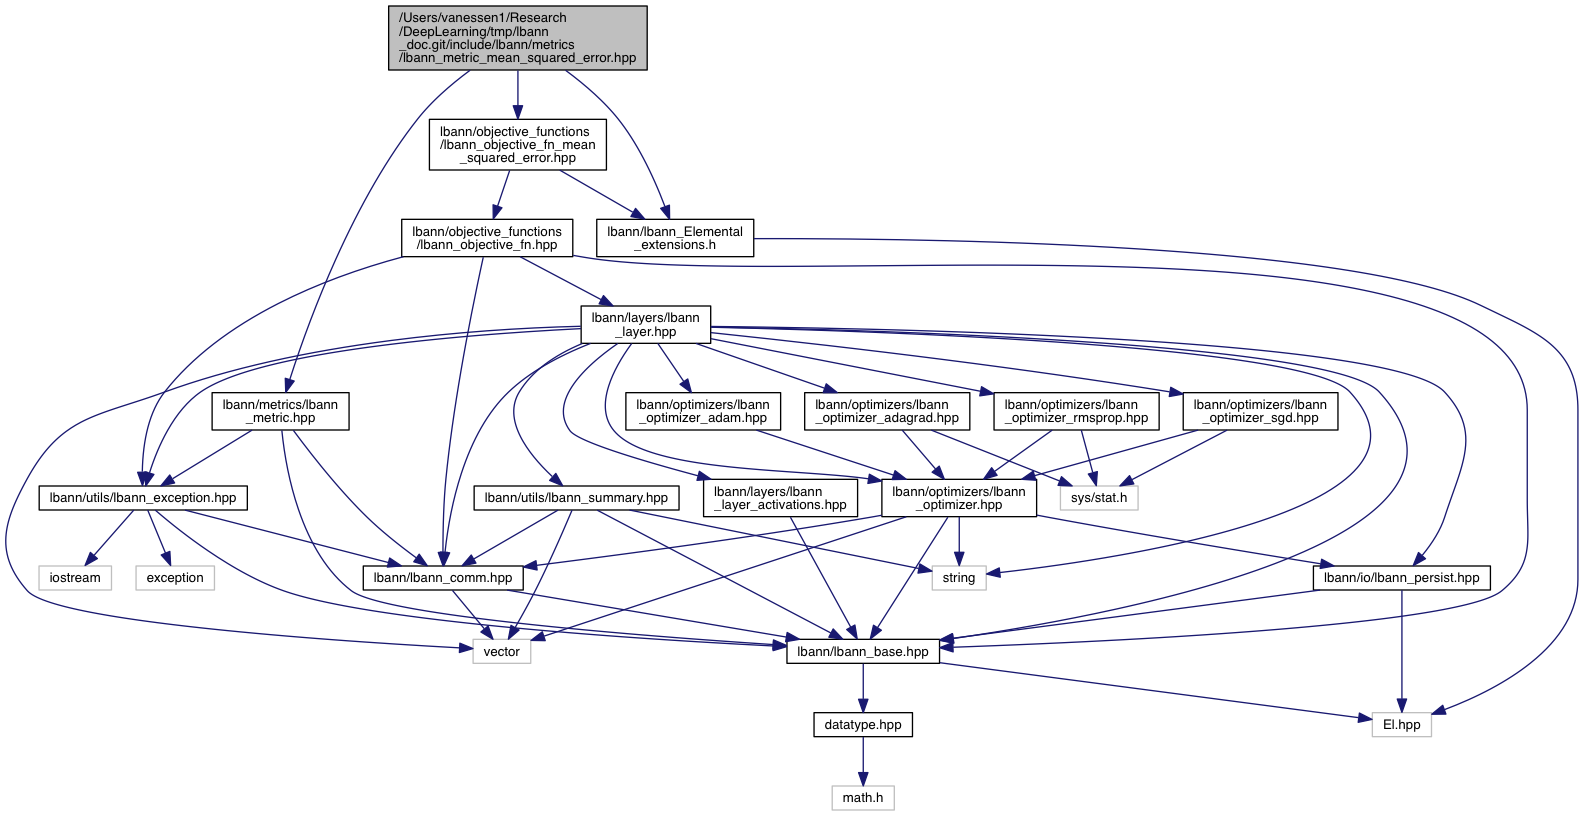 /Users/vanessen1/Research
/DeepLearning/tmp/lbann
_doc.git/include/lbann/metrics
/lbann_metric_mean_squared_error.hpp
lbann/objective_functions
/lbann_objective_fn_mean
_squared_error.hpp
lbann/objective_functions
/lbann_objective_fn.hpp
lbann/lbann_Elemental
_extensions.h
lbann/layers/lbann
_layer.hpp
lbann/metrics/lbann
_metric.hpp
lbann/optimizers/lbann
_optimizer_adam.hpp
lbann/optimizers/lbann
_optimizer_adagrad.hpp
lbann/optimizers/lbann
_optimizer_rmsprop.hpp
lbann/optimizers/lbann
_optimizer_sgd.hpp
lbann/utils/lbann_exception.hpp
lbann/utils/lbann_summary.hpp
lbann/layers/lbann
_layer_activations.hpp
lbann/optimizers/lbann
_optimizer.hpp
sys/stat.h
iostream
exception
lbann/lbann_comm.hpp
string
lbann/io/lbann_persist.hpp
vector
lbann/lbann_base.hpp
datatype.hpp
El.hpp
math.h